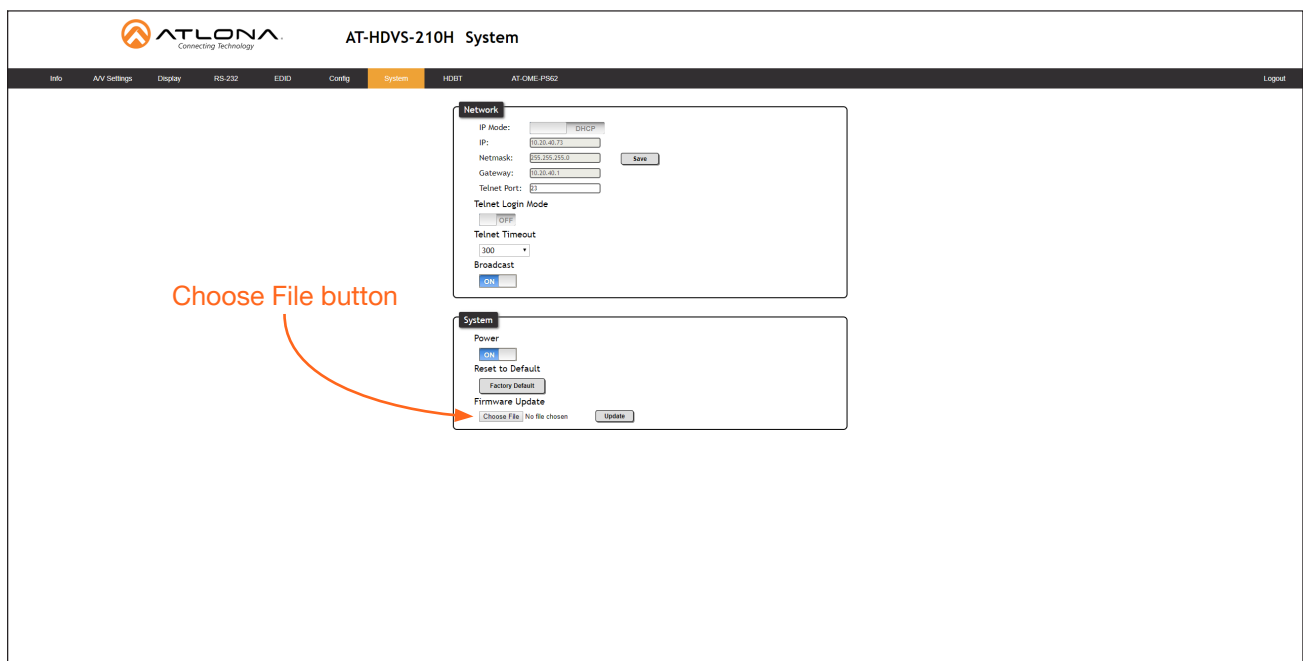 ATLONA.
Connecting Technology
AT-HDVS-210H System
Info A/V Settings Display RS-232 EDID Config System HDBT AT-OME-PS62 Logout
Network
IP Mode: DHCP
IP: 10.20.40.73
Netmask: 255.255.255.0 Save
Gateway: 10.20.40.1
Telnet Port: 23
Telnet Login Mode
OFF
Telnet Timeout
300
Broadcast
ON
Choose File button
System
Power
ON
Reset to Default
Factory Default
Firmware Update
Choose File No file chosen Update